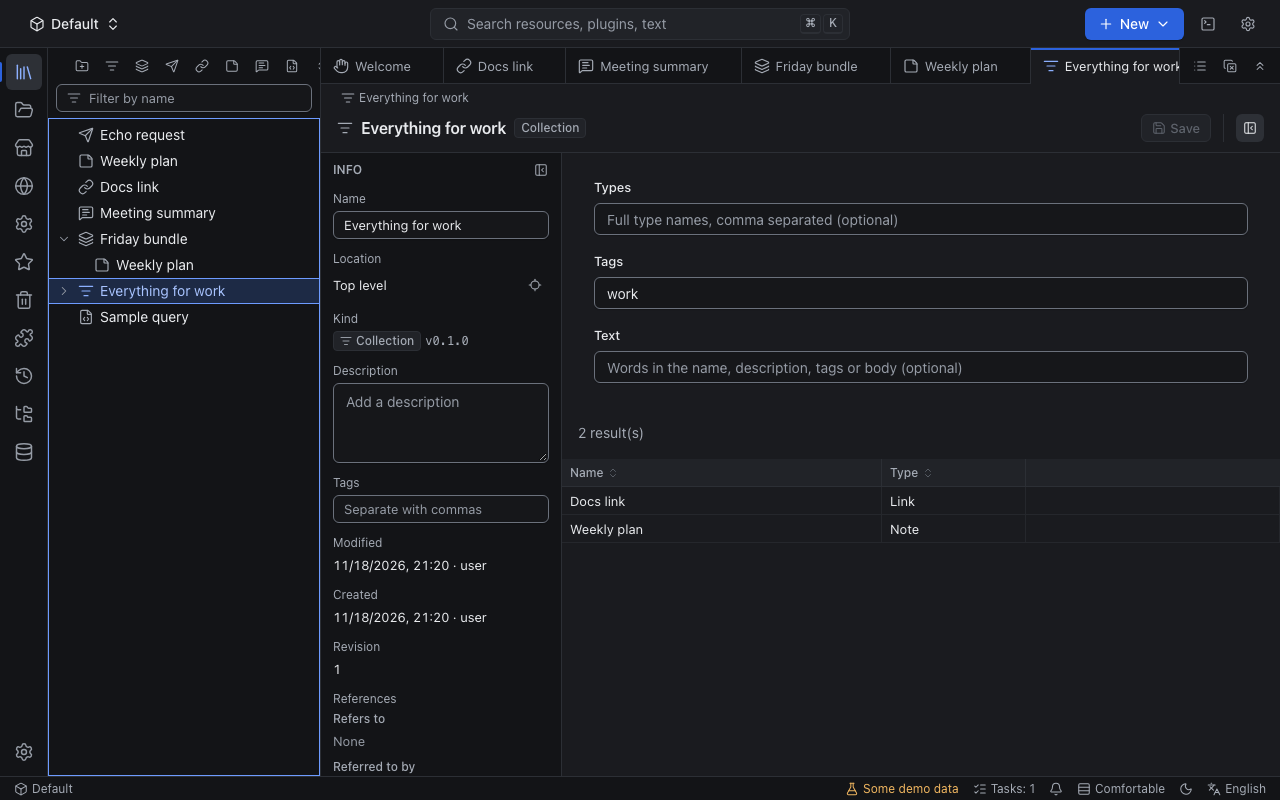 Default
Search resources, plugins, text
⌘ K
New
Filter by name
Echo request
Weekly plan
Docs link
Meeting summary
Friday bundle
Weekly plan
Everything for work
Sample query
Welcome
Docs link
Meeting summary
Friday bundle
Weekly plan
Everything for work
Everything for work
Everything for work
Collection
Save
INFO
Name
Everything for work
Location
Top level
Kind
Collection v0.1.0
Description
Add a description
Tags
Separate with commas
Modified
11/18/2026, 21:20 · user
Created
11/18/2026, 21:20 · user
Revision
1
References
Refers to
None
Referred to by
Types
Full type names, comma separated (optional)
Tags
work
Text
Words in the name, description, tags or body (optional)
2 result(s)
Name Type
Docs link Link
Weekly plan Note
Default
Some demo data
Tasks: 1
Comfortable
English